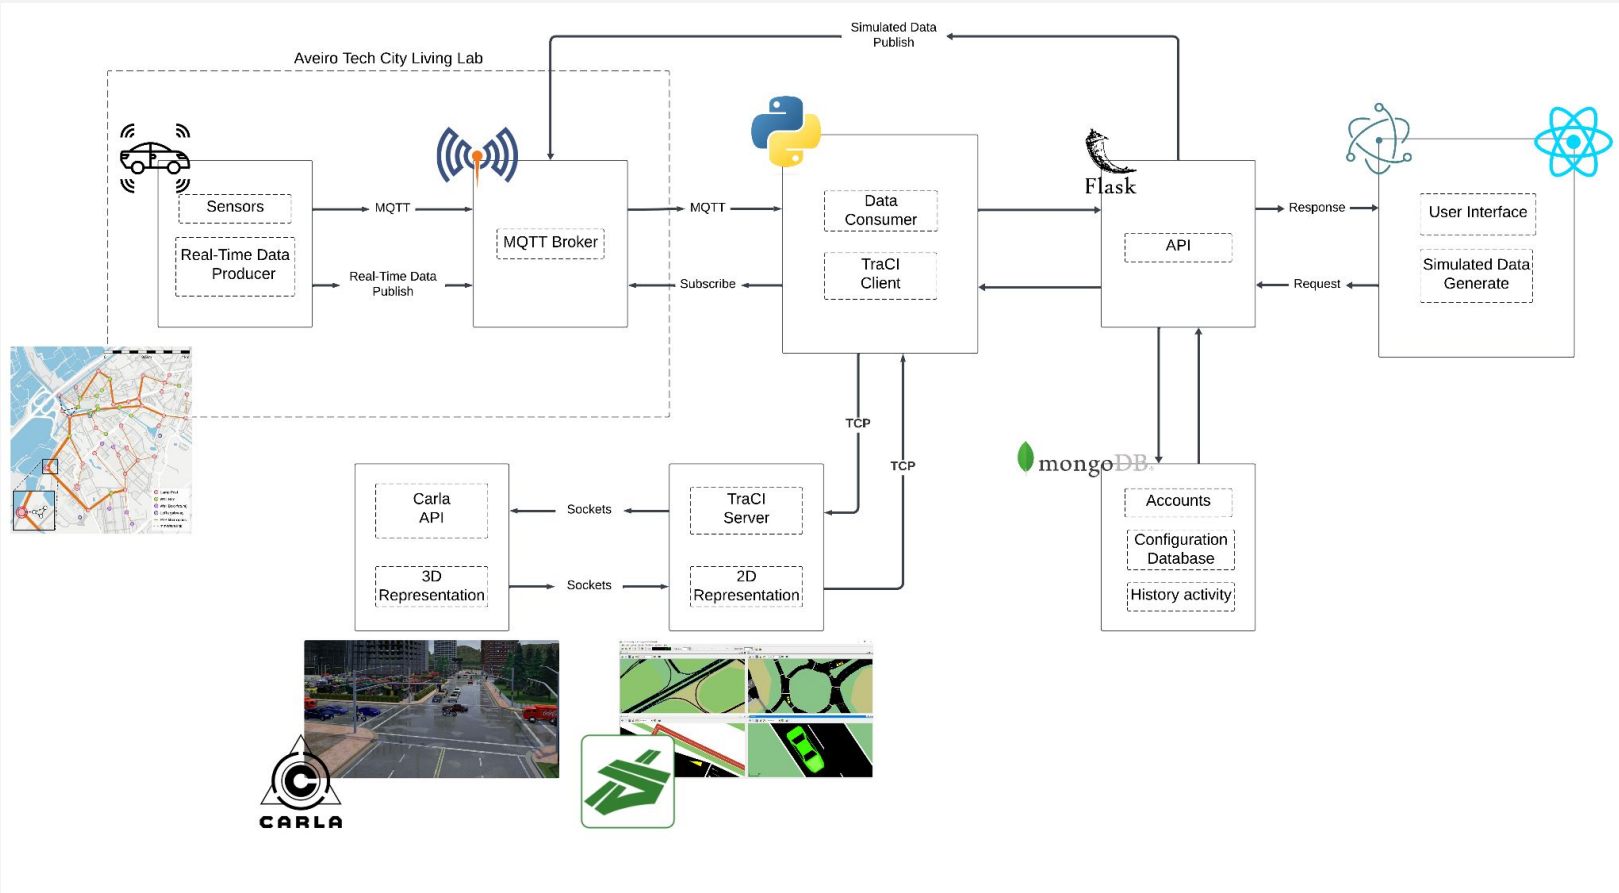 Simulated Data
Publish
Aveiro Tech City Living Lab
Flask
Sensors
MQTT
MQTT
Data
Consumer
Response
User Interface
Real-Time Data
Producer
MQTT Broker
API
Real-Time Data
Publish
Subscribe
TraCI
Client
Request
Simulated Data
Generate
TCP
TCP
mongoDB
Carla
API
Sockets
TraCI
Server
Accounts
Configuration
Database
3D
Representation
Sockets
2D
Representation
History activity
CARLA